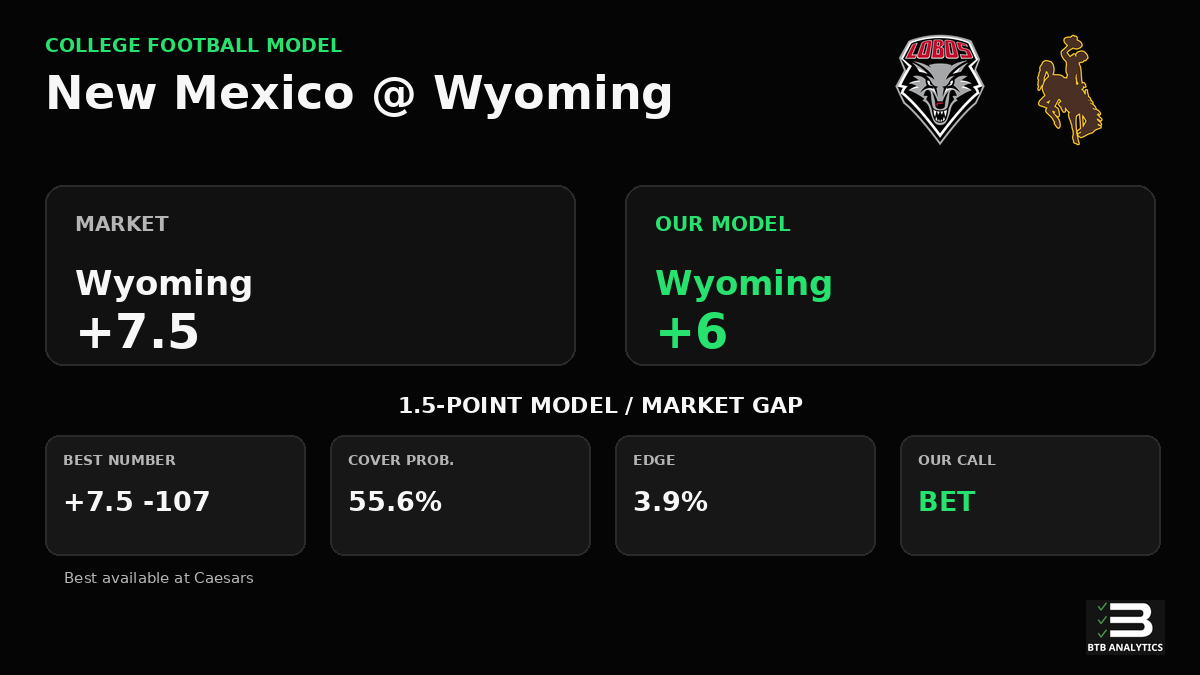 COLLEGE FOOTBALL MODEL
New Mexico @ Wyoming
LOBOS
MARKET
Wyoming
+7.5
OUR MODEL
Wyoming
+6
1.5-POINT MODEL / MARKET GAP
BEST NUMBER
+7.5 -107
COVER PROB.
55.6%
EDGE
3.9%
OUR CALL
BET
Best available at Caesars
BTB ANALYTICS